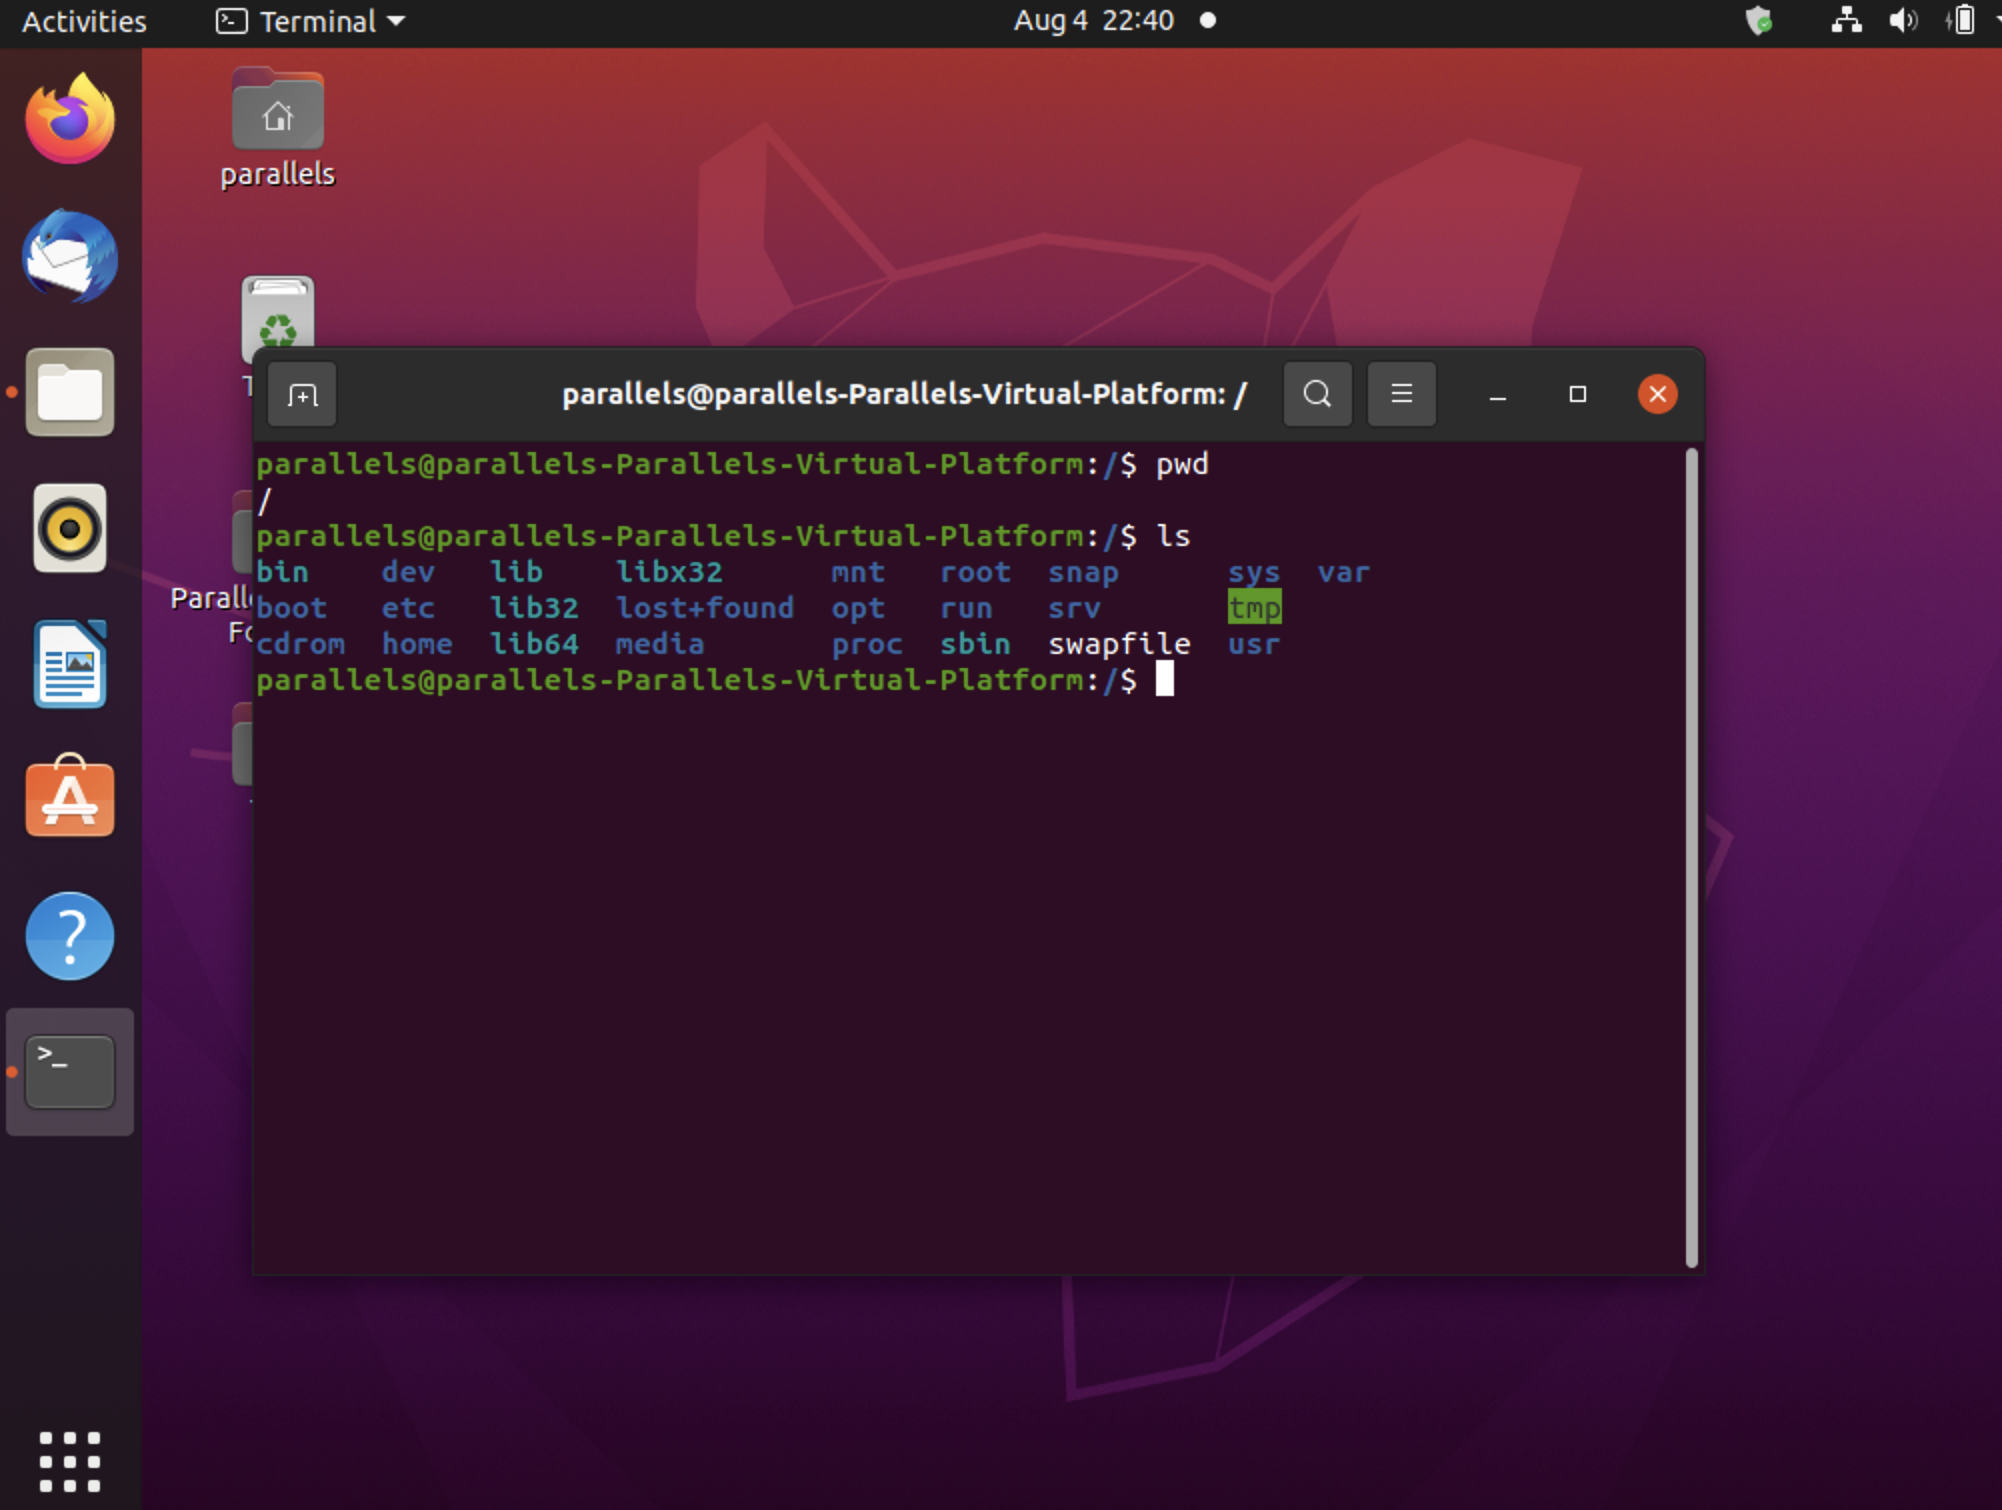 Activities Terminal Aug 4 22:40
parallels
parallels@parallels-Parallels-Virtual-Platform: /
parallels@parallels-Parallels-Virtual-Platform:/$ pwd
/
parallels@parallels-Parallels-Virtual-Platform:/$ ls
bin dev lib libx32 mnt root snap sys var
boot etc lib32 lost+found opt run srv tmp
cdrom home lib64 media proc sbin swapfile usr
parallels@parallels-Parallels-Virtual-Platform:/$